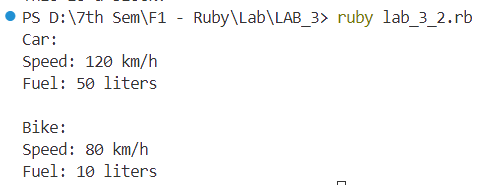 PS D:\7th Sem\F1 - Ruby\Lab\LAB_3> ruby lab_3_2.rb
Car:
Speed: 120 km/h
Fuel: 50 liters
Bike:
Speed: 80 km/h
Fuel: 10 liters